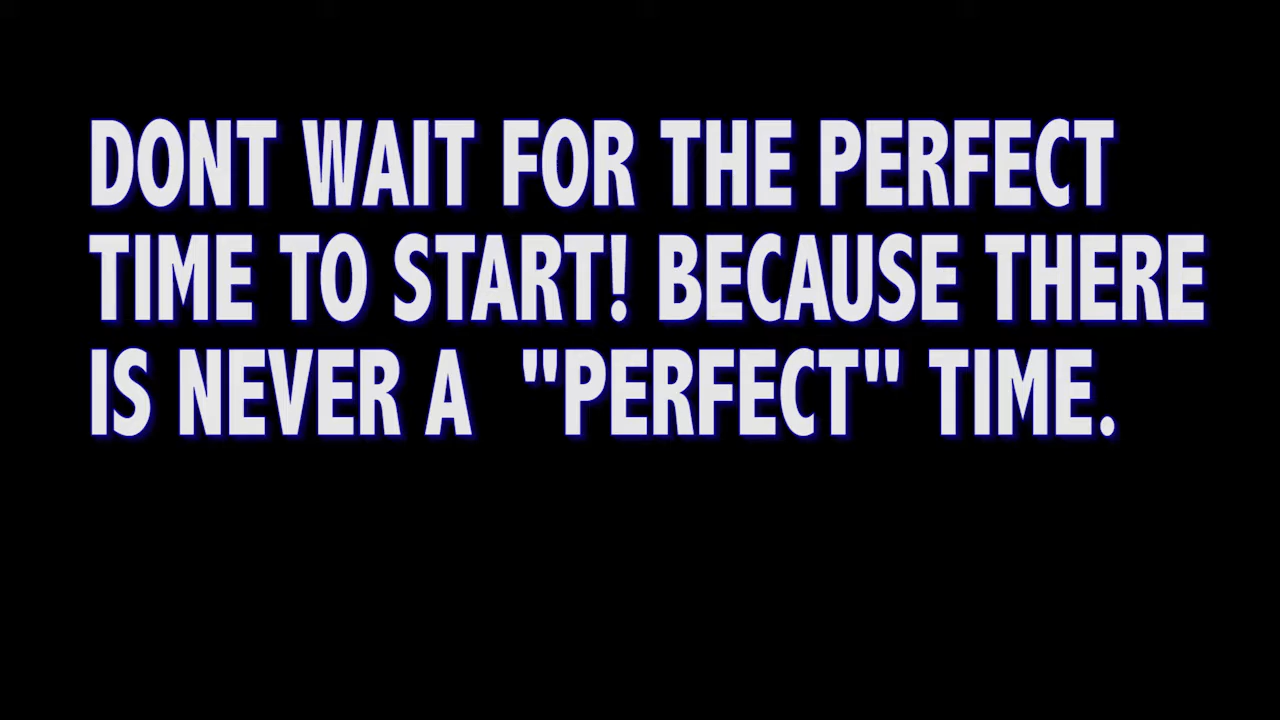 DONT WAIT FOR THE PERFECT
TIME TO START! BECAUSE THERE
IS NEVER A  "PERFECT" TIME.